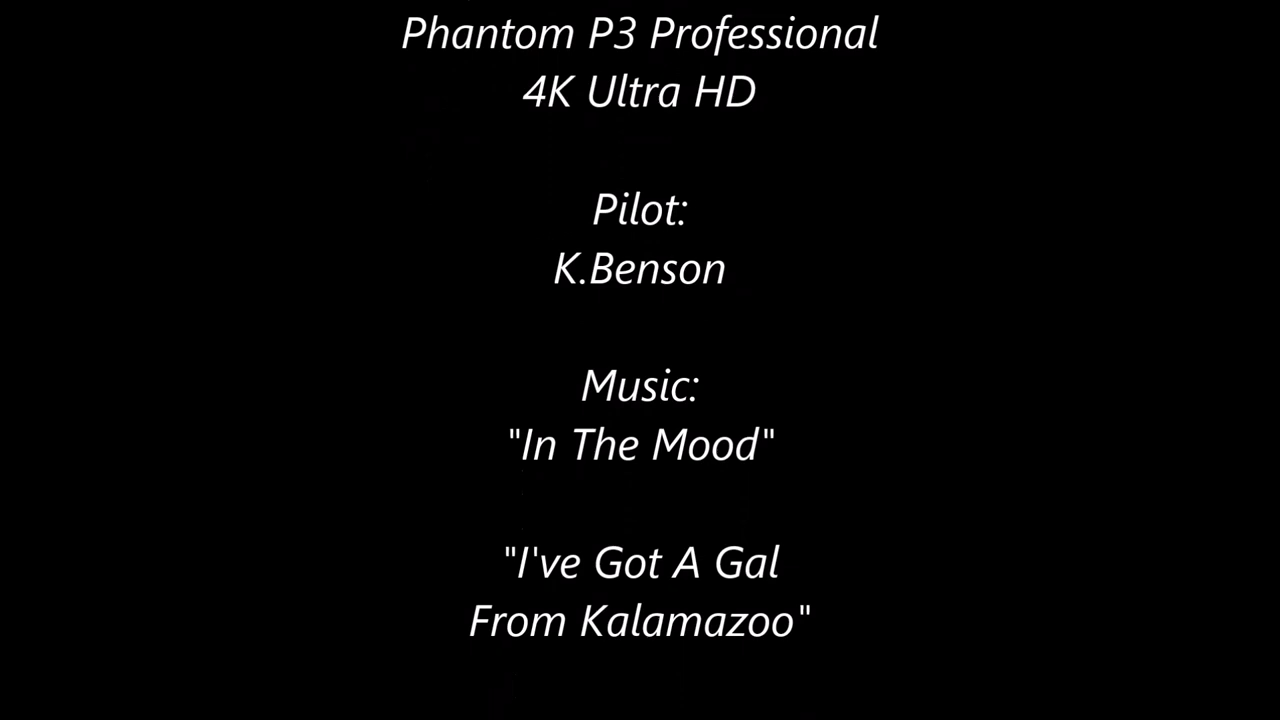 Phantom P3 Professional
4K Ultra HD
Pilot:
K.Benson
Music:
"In The Mood"
"I've Got A Gal
From Kalamazoo"